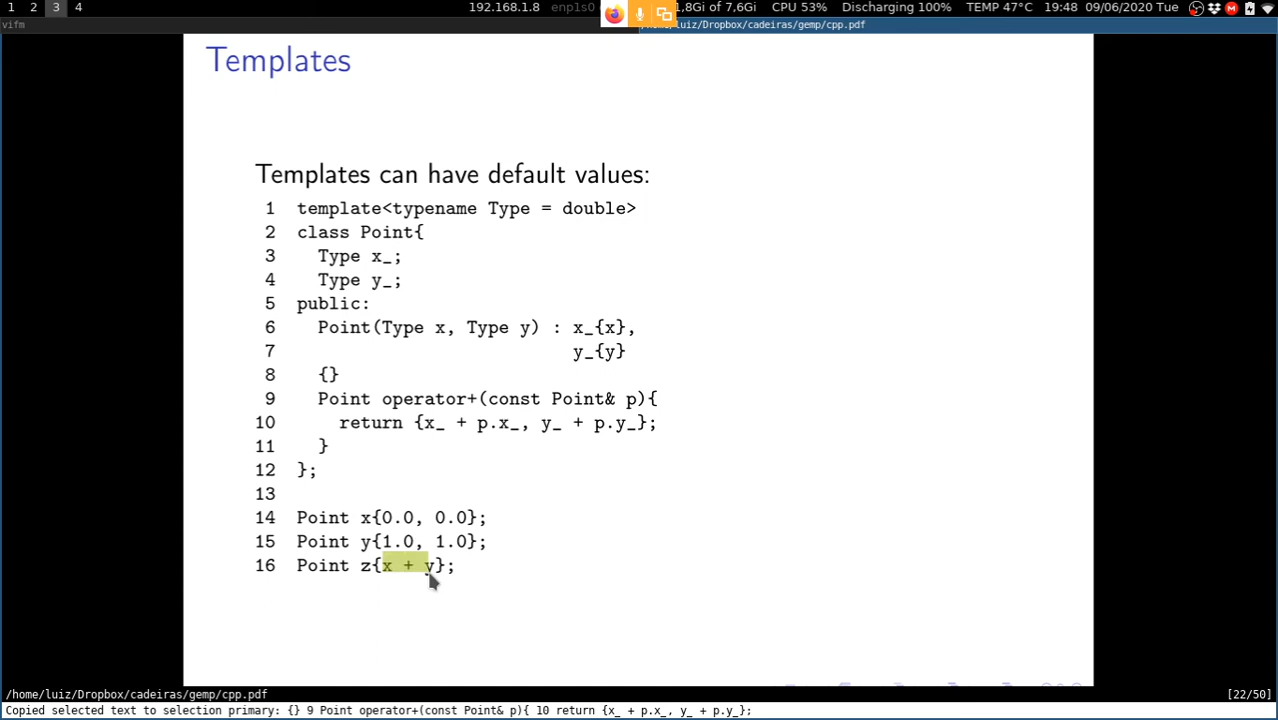 1 2 3 4 192.168.1.8 enp1s0 1,8Gi of 7,6Gi CPU 53% Discharging 100% TEMP 47°C 09/06/2020 Tue
vifm /home/luiz/Dropbox/cadeiras/gemp/cpp.pdf
Templates
Templates can have default values:
1 template<typename Type = double>
2 class Point{
3 Type x_;
4 Type y_;
5 public:
6 Point(Type x, Type y) : x_{x},
7 y_{y}
8 {}
9 Point operator+(const Point& p){
10 return {x_ + p.x_, y_ + p.y_};
11 }
12 };
13
14 Point x{0.0, 0.0};
15 Point y{1.0, 1.0};
16 Point z{x + y};
/home/luiz/Dropbox/cadeiras/gemp/cpp.pdf [22/50]
Copied selected text to selection primary: {} 9 Point operator+(const Point& p){ 10 return {x_ + p.x_, y_ + p.y_};